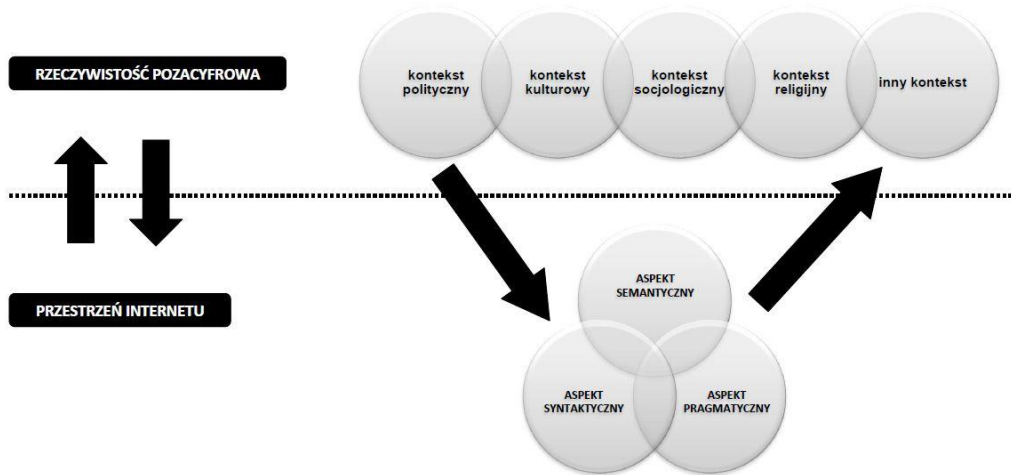 RZECZYWISTOŚĆ POZACYFROWA
kontekst
polityczny
kontekst
kulturowy
kontekst
socjologiczny
kontekst
religijny
inny kontekst
PRZESTRZEŃ INTERNETU
ASPEKT
SEMANTYCZNY
ASPEKT
SYNTAKTYCZNY
ASPEKT
PRAGMATYCZNY